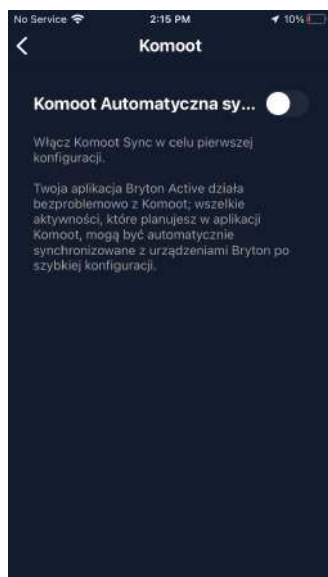 No Service 2:15 PM 10%
Komoot
Komoot Automatyczna sy...
Włącz Komoot Sync w celu pierwszej
konfiguracji.
Twoja aplikacja Bryton Active działa
bezproblemowo z Komoot; wszelkie
aktywności, które planujesz w aplikacji
Komoot, mogą być automatycznie
synchronizowane z urządzeniami Bryton po
szybkiej konfiguracji.